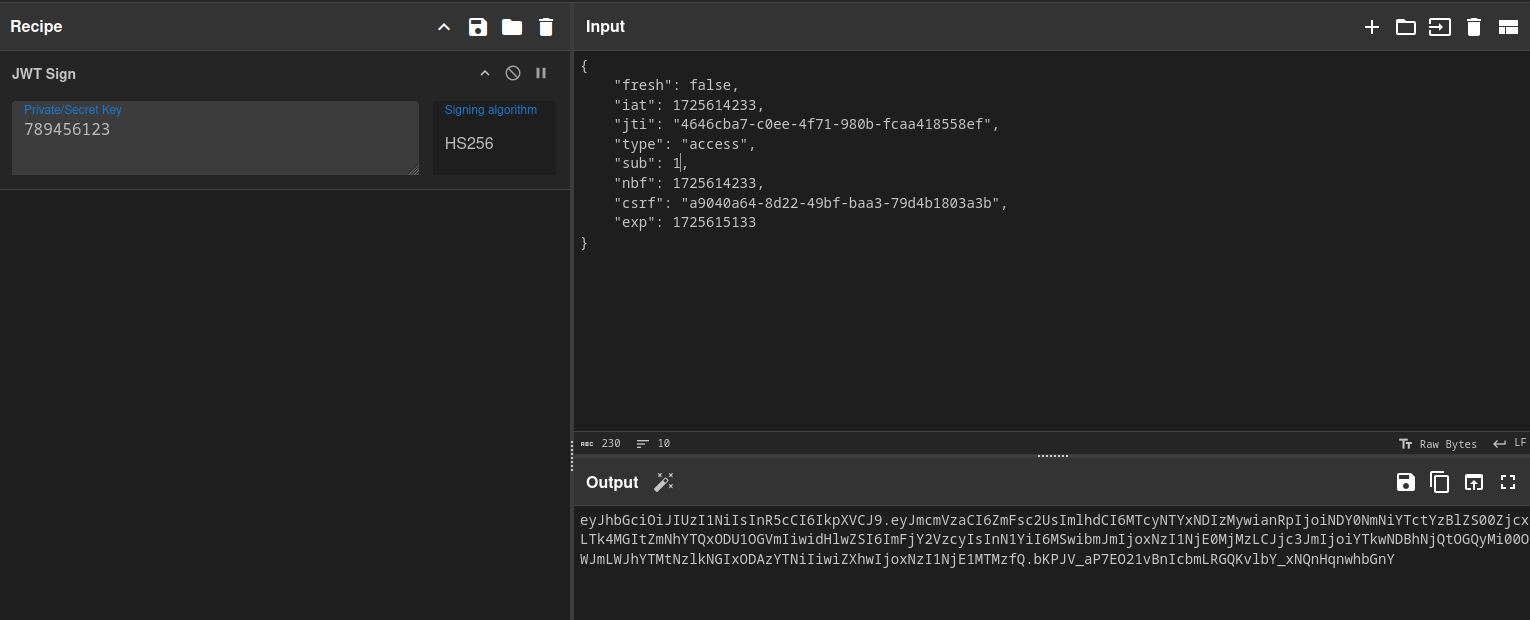 Recipe
JWT Sign
Private/Secret Key
789456123
Signing algorithm
HS256
Input
{
    "fresh": false,
    "iat": 1725614233,
    "jti": "4646cba7-c0ee-4f71-980b-fcaa418558ef",
    "type": "access",
    "sub": 1,
    "nbf": 1725614233,
    "csrf": "a9040a64-8d22-49bf-baa3-79d4b1803a3b",
    "exp": 1725615133
}
ABC 230 10
Raw Bytes LF
Output
eyJhbGciOiJIUzI1NiIsInR5cCI6IkpXVCJ9.eyJmcmVzaCI6ZmFsc2UsImlhdCI6MTcyNTYxNDIzMywianRpIjoiNDY0NmNiYTctYzBlZS00Zjcx
LTk4MGItZmNhYTQxODU1OGVmIiwidHlwZSI6ImFjY2VzcyIsInN1YiI6MSwibmJmIjoxNzI1NjE0MjMzLCJjc3JmIjoiYTkwNDBhNjQtOGQyMi00O
WJmLWJhYTMtNzlkNGIxODAzYTNiIiwiZXhwIjoxNzI1NjE1MTMzfQ.bKPJV_aP7EO21vBnIcbmLRGQKvlbY_xNQnHqnwhbGnY